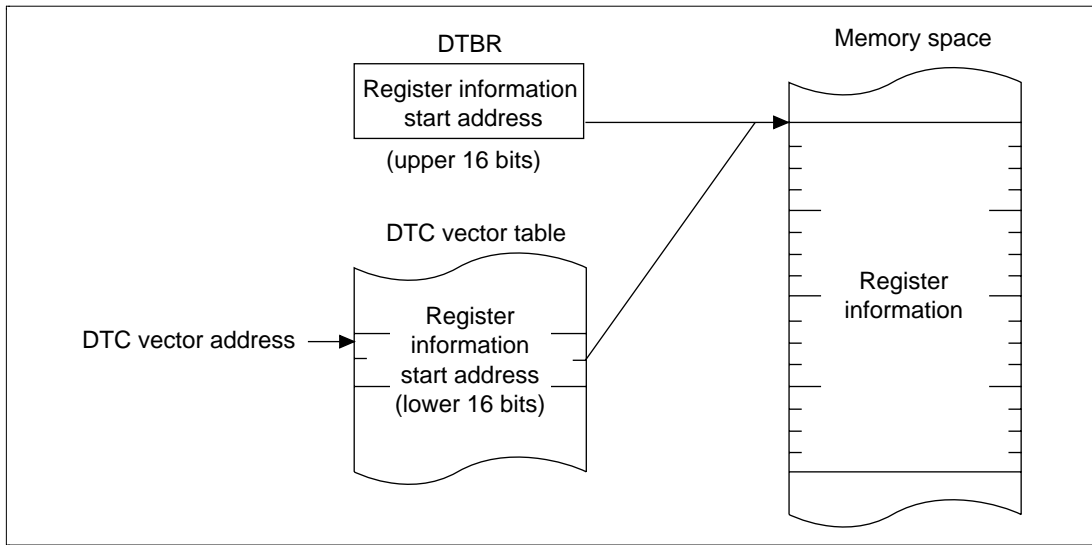 DTBR
Register information
start address
(upper 16 bits)
DTC vector table
DTC vector address
Register
information
start address
(lower 16 bits)
Memory space
Register
information